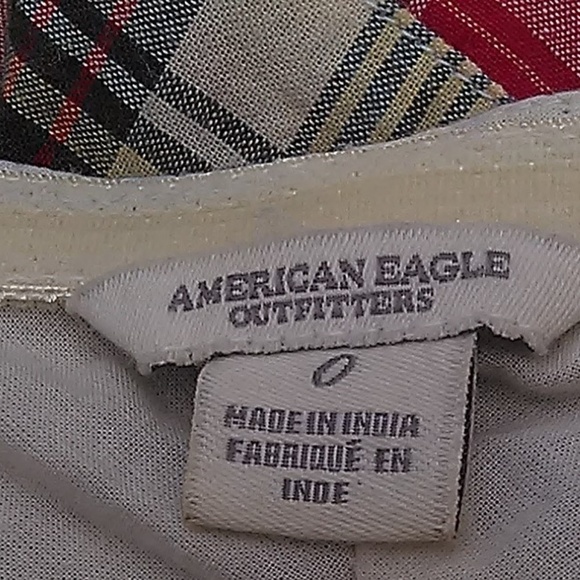 AMERICAN EAGLE
OUTFITTERS
0
MADE IN INDIA
FABRIQUÉ EN
INDE